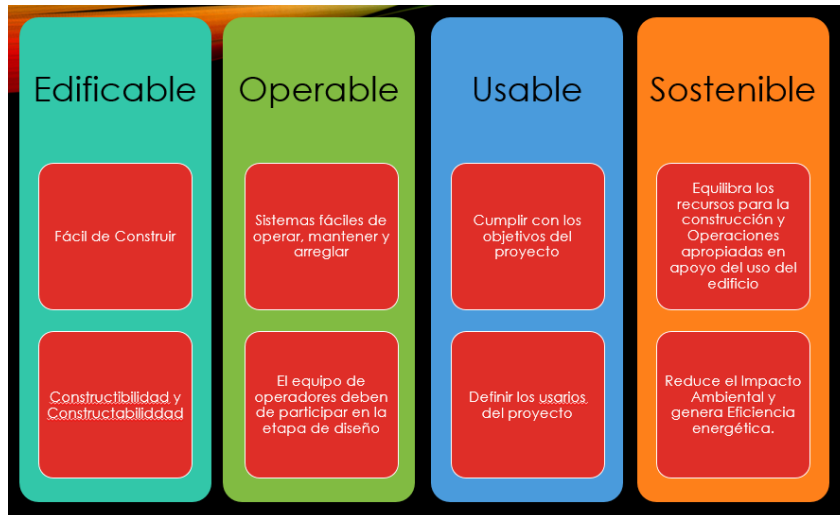 Edificable
Fácil de Construir
Constructibilidad y
Constructabiliddad
Operable
Sistemas fáciles de
operar, mantener y
arreglar
El equipo de
operadores deben
de participar en la
etapa de diseño
Usable
Cumplir con los
objetivos del
proyecto
Definir los usarios
del proyecto
Sostenible
Equilibra los
recursos para la
construcción y
Operaciones
apropiadas en
apoyo del uso del
edificio
Reduce el Impacto
Ambiental y
genera Eficiencia
energética.